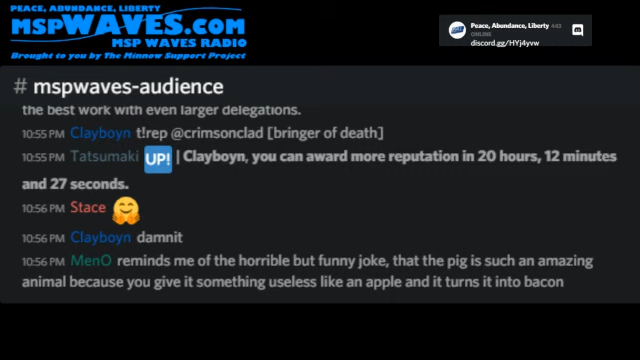 PEACE, ABUNDANCE, LIBERTY
MSPWAVES.COM
MSP WAVES RADIO
Brought to you by The Minnow Support Project
Peace, Abundance, Liberty 443
ONLINE
discord.gg/HYj4yvw
# mspwaves-audience
the best work with even larger delegations.
10:55 PM Clayboyn t!rep @crimsonclad [bringer of death]
10:55 PM Tatsumaki UP! | Clayboyn, you can award more reputation in 20 hours, 12 minutes
and 27 seconds.
10:56 PM Stace 🤗
10:56 PM Clayboyn damnit
10:56 PM MenO reminds me of the horrible but funny joke, that the pig is such an amazing
animal because you give it something useless like an apple and it turns it into bacon